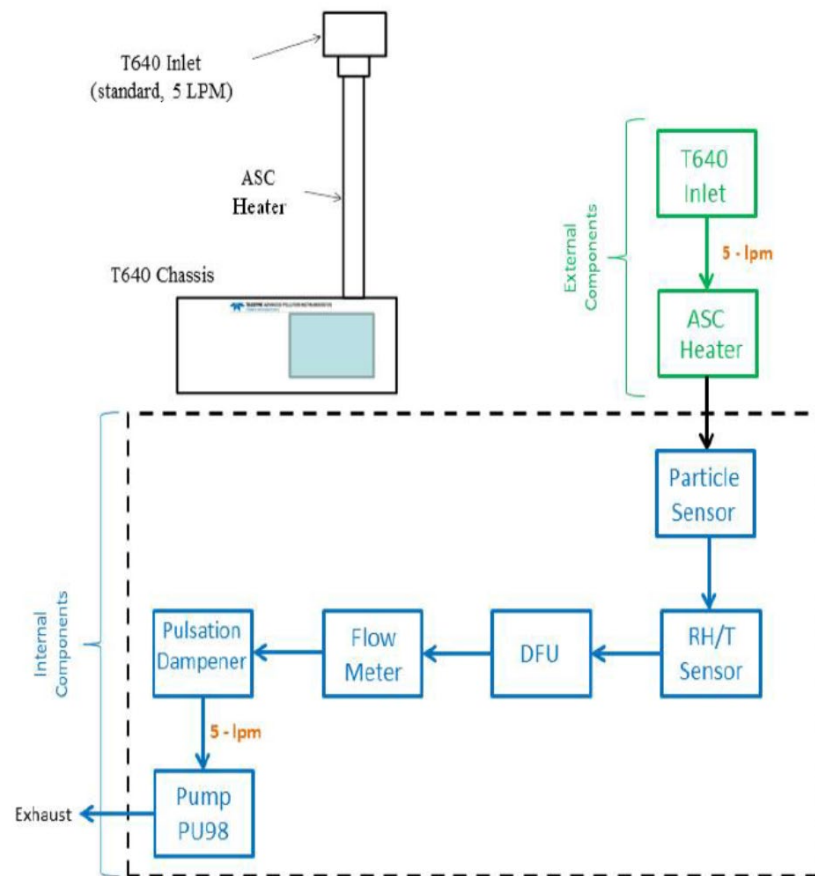 T640 Inlet
(standard, 5 LPM)
ASC
Heater
T640 Chassis
External
Components
T640
Inlet
5 - lpm
ASC
Heater
Internal
Components
Particle
Sensor
RH/T
Sensor
DFU
Flow
Meter
Pulsation
Dampener
5 - lpm
Pump
PU98
Exhaust